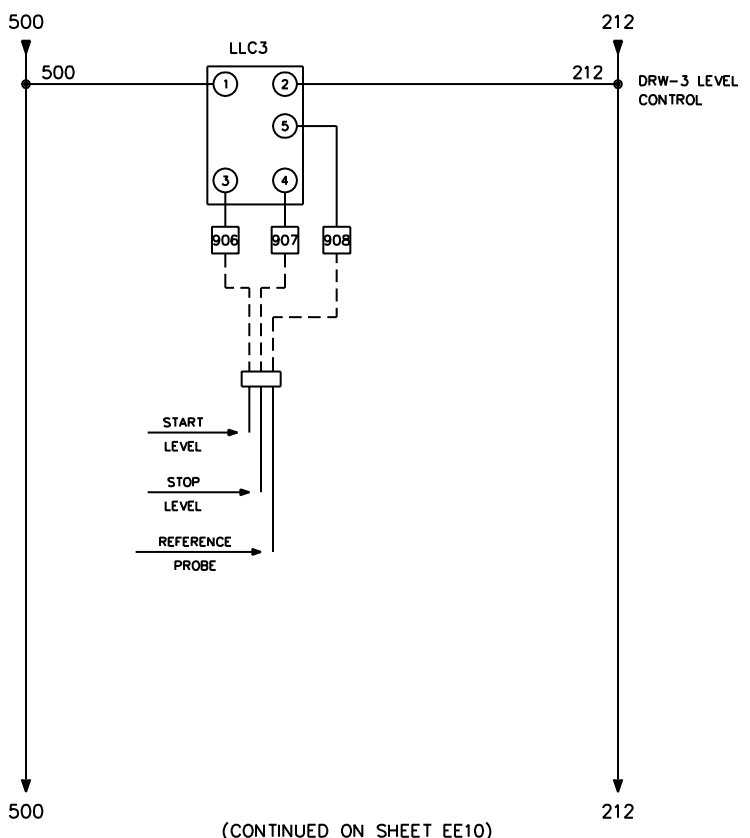 500
212
LLC3
500
212
DRW-3 LEVEL
CONTROL
1
2
5
3
4
906
907
908
START
LEVEL
STOP
LEVEL
REFERENCE
PROBE
500
212
(CONTINUED ON SHEET EE10)